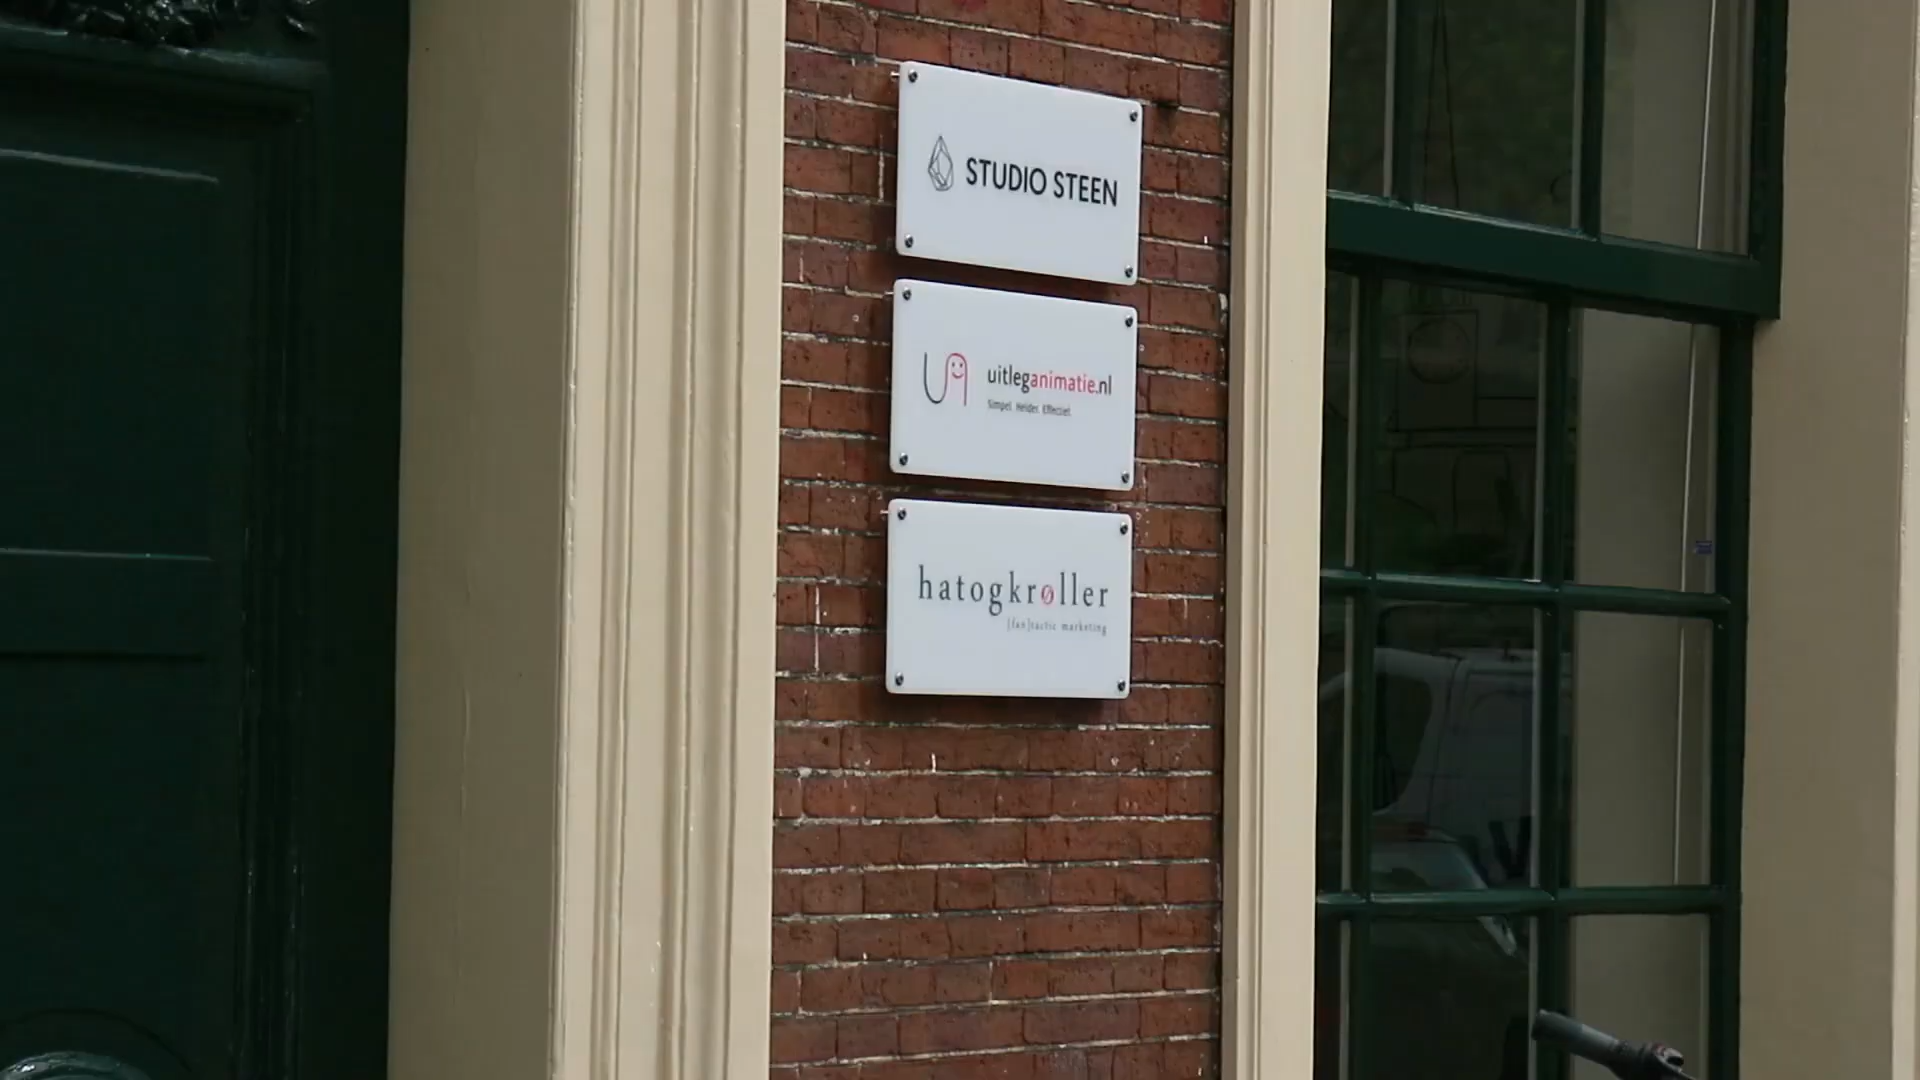 STUDIO STEEN
uitleganimatie.nl
Simpel. Helder. Effectief.
hatogkrøller
[fan]tactic marketing